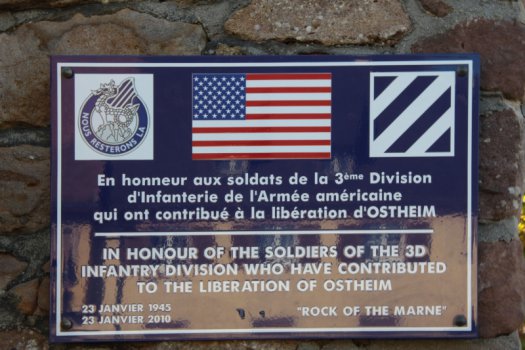 NOUS RESTERONS LA
En honneur aux soldats de la 3ème Division
d'Infanterie de l'Armée américaine
qui ont contribué à la libération d'OSTHEIM
IN HONOUR OF THE SOLDIERS OF THE 3D
INFANTRY DIVISION WHO HAVE CONTRIBUTED
TO THE LIBERATION OF OSTHEIM
23 JANVIER 1945
23 JANVIER 2010 "ROCK OF THE MARNE"